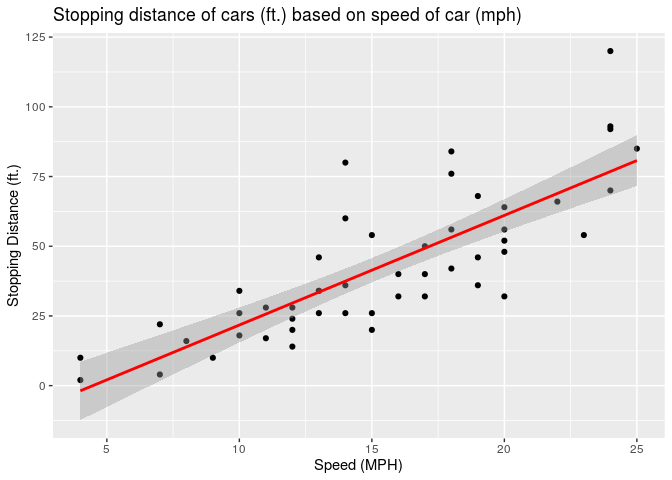 Stopping distance of cars (ft.) based on speed of car (mph)
125
100
75
50
25
0
Stopping Distance (ft.)
5 10 15 20 25
Speed (MPH)